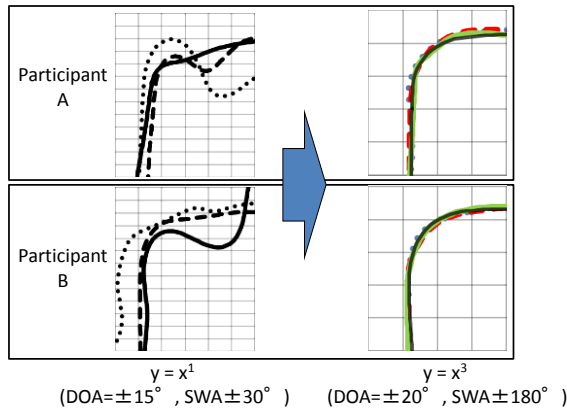 Participant
A
Participant
B
y = x¹
(DOA=±15° , SWA±30° )
y = x³
(DOA=±20° , SWA±180° )